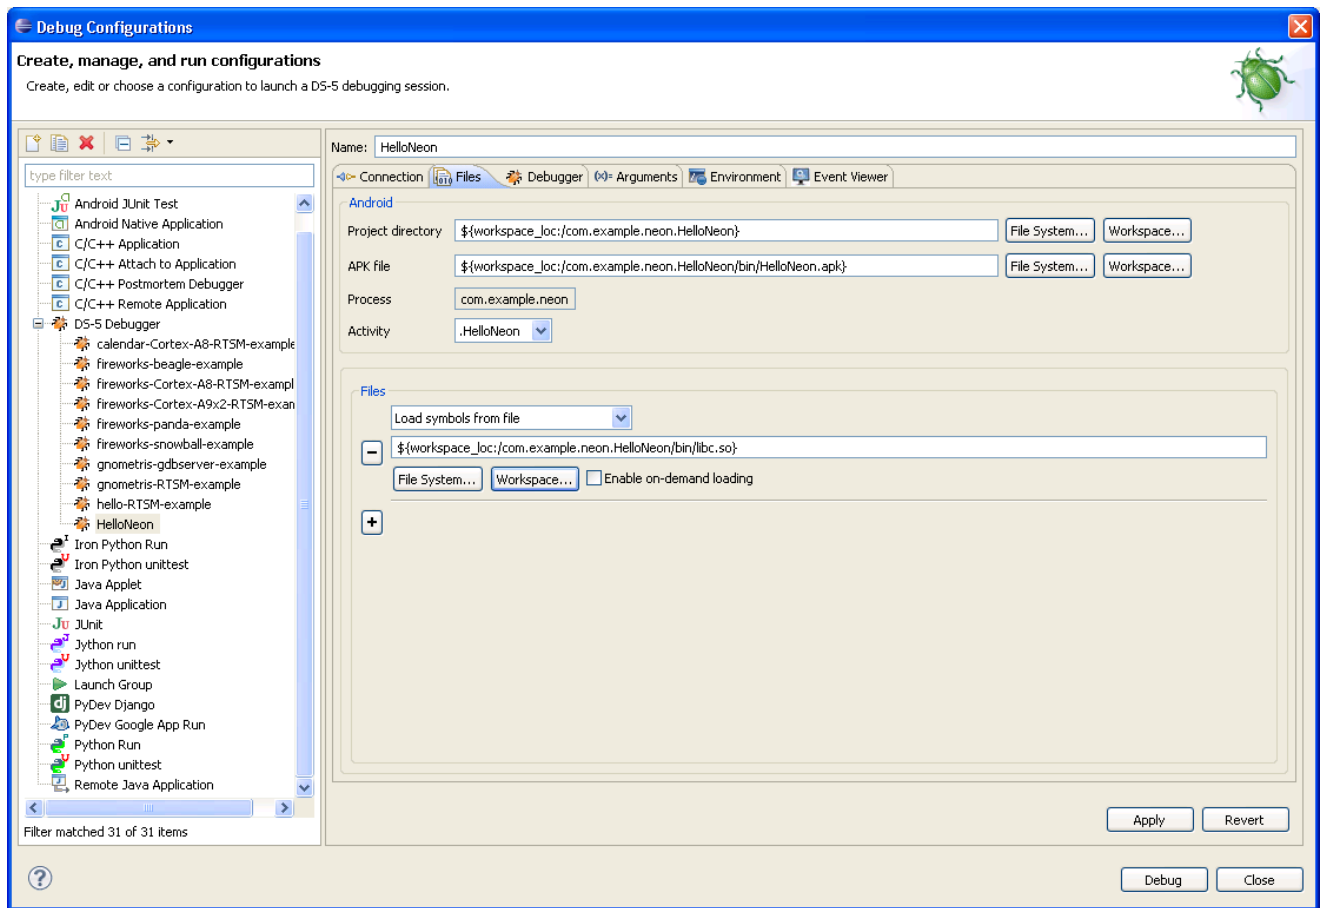 Debug Configurations
Create, manage, and run configurations
Create, edit or choose a configuration to launch a DS-5 debugging session.
type filter text
Android JUnit Test
Android Native Application
C/C++ Application
C/C++ Attach to Application
C/C++ Postmortem Debugger
C/C++ Remote Application
DS-5 Debugger
calendar-Cortex-A8-RTSM-example
fireworks-beagle-example
fireworks-Cortex-A8-RTSM-exampl
fireworks-Cortex-A9x2-RTSM-exan
fireworks-panda-example
fireworks-snowball-example
gnometris-gdbserver-example
gnometris-RTSM-example
hello-RTSM-example
HelloNeon
Iron Python Run
Iron Python unittest
Java Applet
Java Application
JUnit
Jython run
Jython unittest
Launch Group
PyDev Django
PyDev Google App Run
Python Run
Python unittest
Remote Java Application
Filter matched 31 of 31 items
Name: HelloNeon
Connection Files Debugger (x)= Arguments Environment Event Viewer
Android
Project directory ${workspace_loc:/com.example.neon.HelloNeon} File System... Workspace...
APK file ${workspace_loc:/com.example.neon.HelloNeon/bin/HelloNeon.apk} File System... Workspace...
Process com.example.neon
Activity .HelloNeon
Files
Load symbols from file
${workspace_loc:/com.example.neon.HelloNeon/bin/libc.so}
File System... Workspace... Enable on-demand loading
Apply Revert
Debug Close